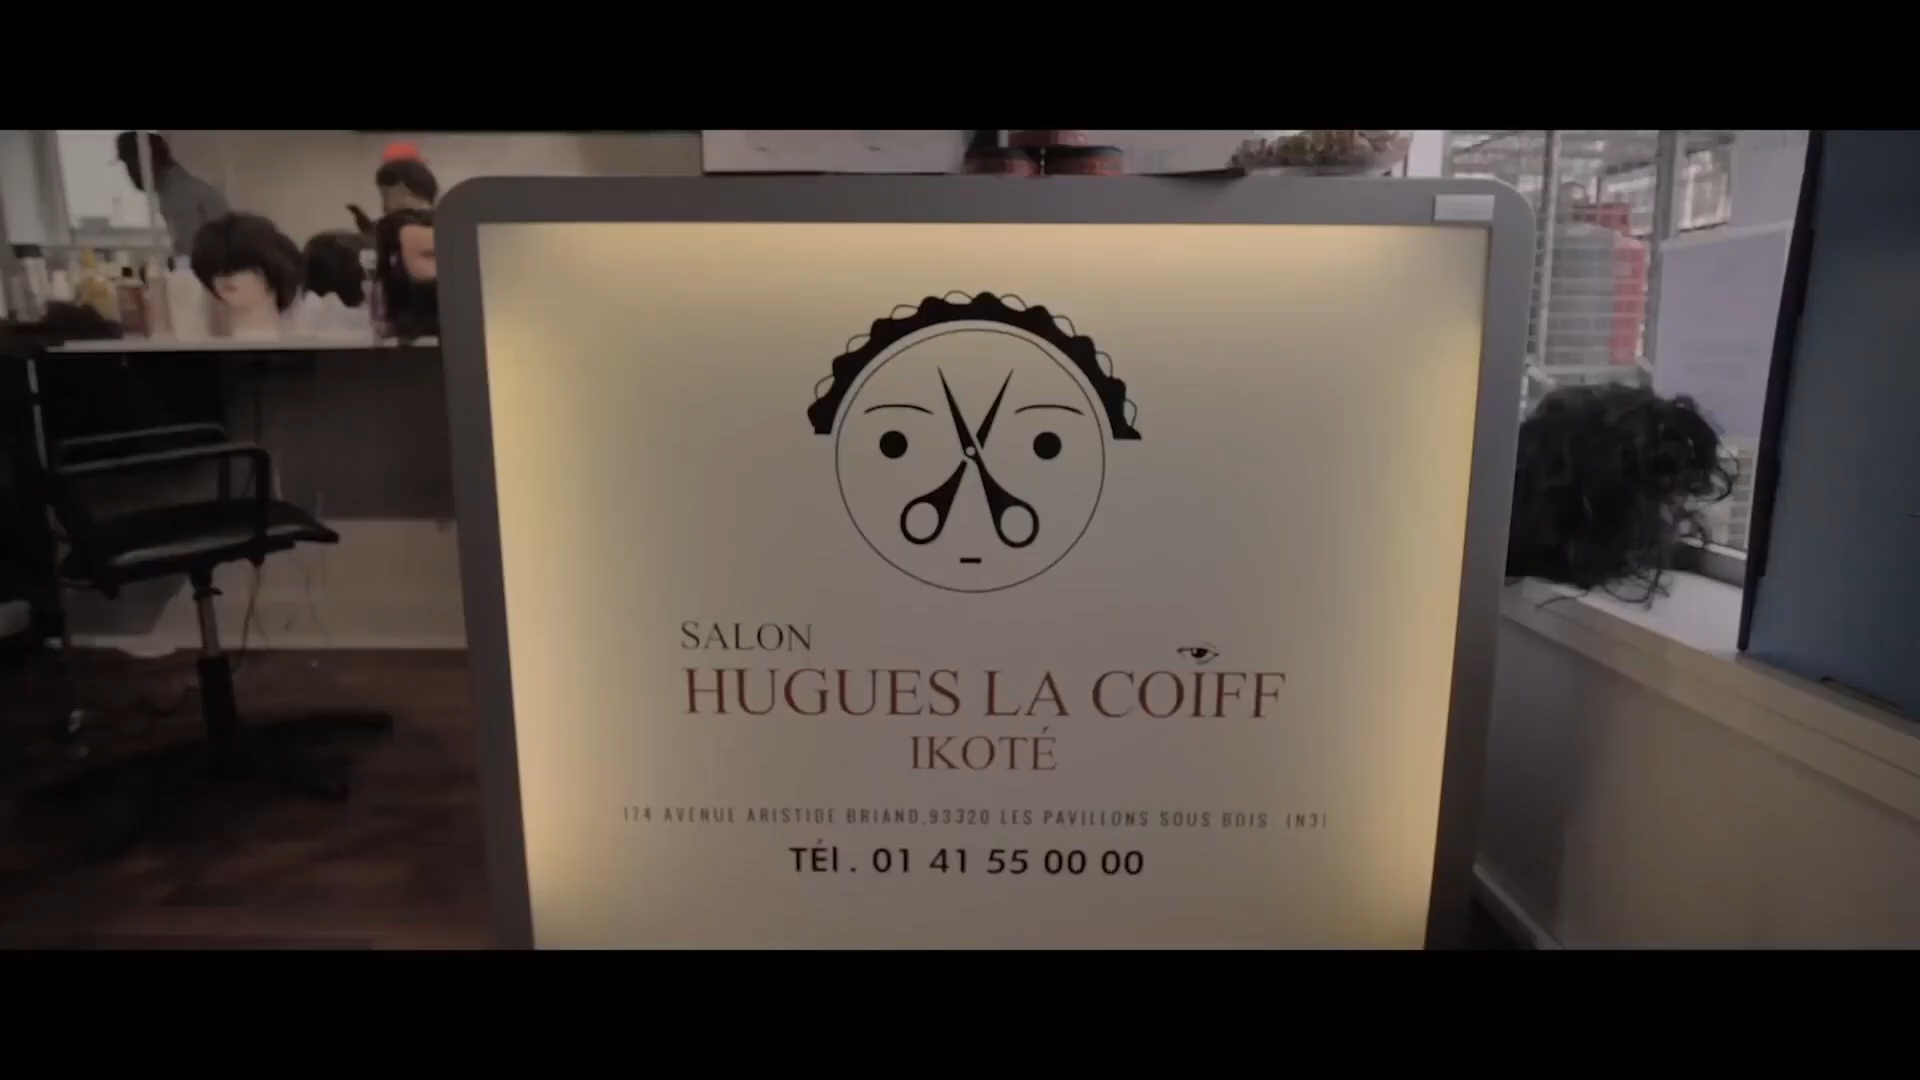 SALON
HUGUES LA COIFF
IKOTÉ
174 AVENUE ARISTIDE BRIAND,93320 LES PAVILLONS SOUS BOIS (N3)
TÉl . 01 41 55 00 00